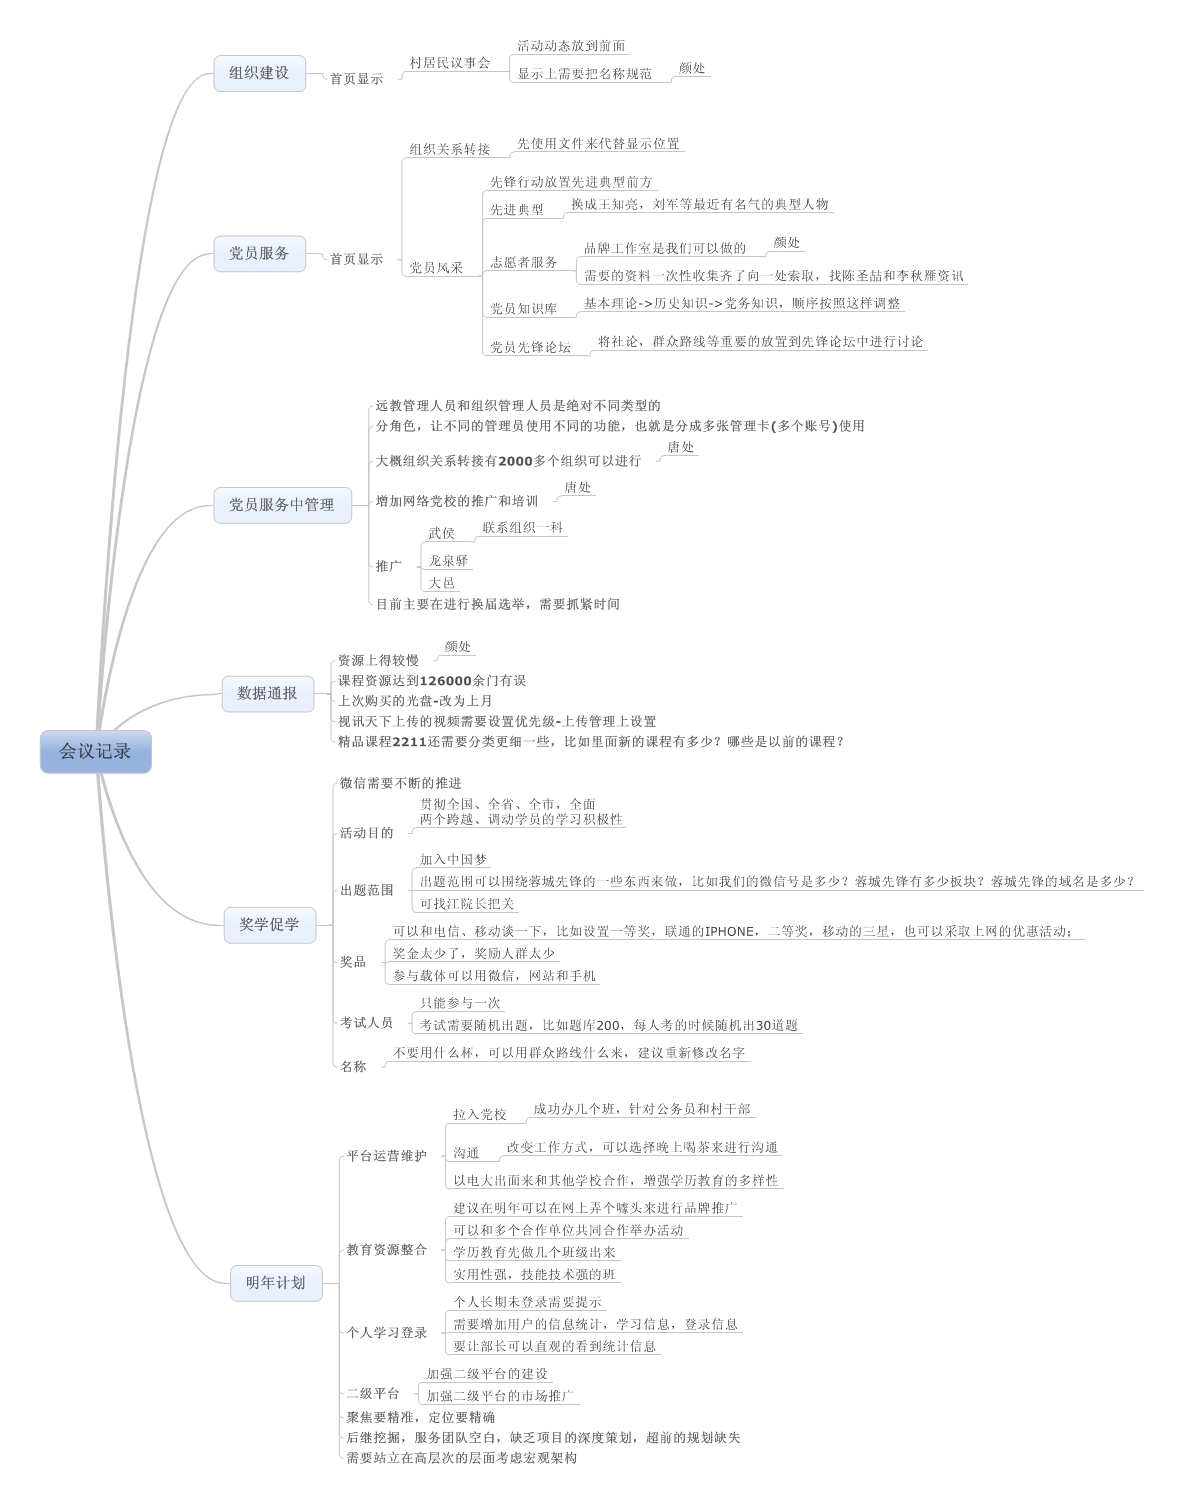 会议记录
组织建设
首页显示
村居民议事会
活动动态放到前面
显示上需要把名称规范
颜处
党员服务
首页显示
组织关系转接
先使用文件来代替显示位置
党员风采
先锋行动放置先进典型前方
先进典型
换成王知亮，刘军等最近有名气的典型人物
志愿者服务
品牌工作室是我们可以做的
颜处
需要的资料一次性收集齐了向一处索取，找陈圣喆和李秋雁资讯
党员知识库
基本理论->历史知识->党务知识，顺序按照这样调整
党员先锋论坛
将社论，群众路线等重要的放置到先锋论坛中进行讨论
党员服务中管理
远教管理人员和组织管理人员是绝对不同类型的
分角色，让不同的管理员使用不同的功能，也就是分成多张管理卡(多个账号)使用
大概组织关系转接有2000多个组织可以进行
唐处
增加网络党校的推广和培训
唐处
推广
武侯
联系组织一科
龙泉驿
大邑
目前主要在进行换届选举，需要抓紧时间
数据通报
资源上得较慢
颜处
课程资源达到126000余门有误
上次购买的光盘-改为上月
视讯天下上传的视频需要设置优先级-上传管理上设置
精品课程2211还需要分类更细一些，比如里面新的课程有多少？哪些是以前的课程？
奖学促学
微信需要不断的推进
活动目的
贯彻全国、全省、全市，全面
两个跨越、调动学员的学习积极性
出题范围
加入中国梦
出题范围可以围绕蓉城先锋的一些东西来做，比如我们的微信号是多少？蓉城先锋有多少板块？蓉城先锋的域名是多少？
可找江院长把关
奖品
可以和电信、移动谈一下，比如设置一等奖，联通的IPHONE，二等奖，移动的三星，也可以采取上网的优惠活动；
奖金太少了，奖励人群太少
参与载体可以用微信，网站和手机
考试人员
只能参与一次
考试需要随机出题，比如题库200，每人考的时候随机出30道题
名称
不要用什么杯，可以用群众路线什么来，建议重新修改名字
明年计划
平台运营维护
拉入党校
成功办几个班，针对公务员和村干部
沟通
改变工作方式，可以选择晚上喝茶来进行沟通
以电大出面来和其他学校合作，增强学历教育的多样性
教育资源整合
建议在明年可以在网上弄个噱头来进行品牌推广
可以和多个合作单位共同合作举办活动
学历教育先做几个班级出来
实用性强，技能技术强的班
个人学习登录
个人长期未登录需要提示
需要增加用户的信息统计，学习信息，登录信息
要让部长可以直观的看到统计信息
二级平台
加强二级平台的建设
加强二级平台的市场推广
聚焦要精准，定位要精确
后继挖掘，服务团队空白，缺乏项目的深度策划，超前的规划缺失
需要站立在高层次的层面考虑宏观架构